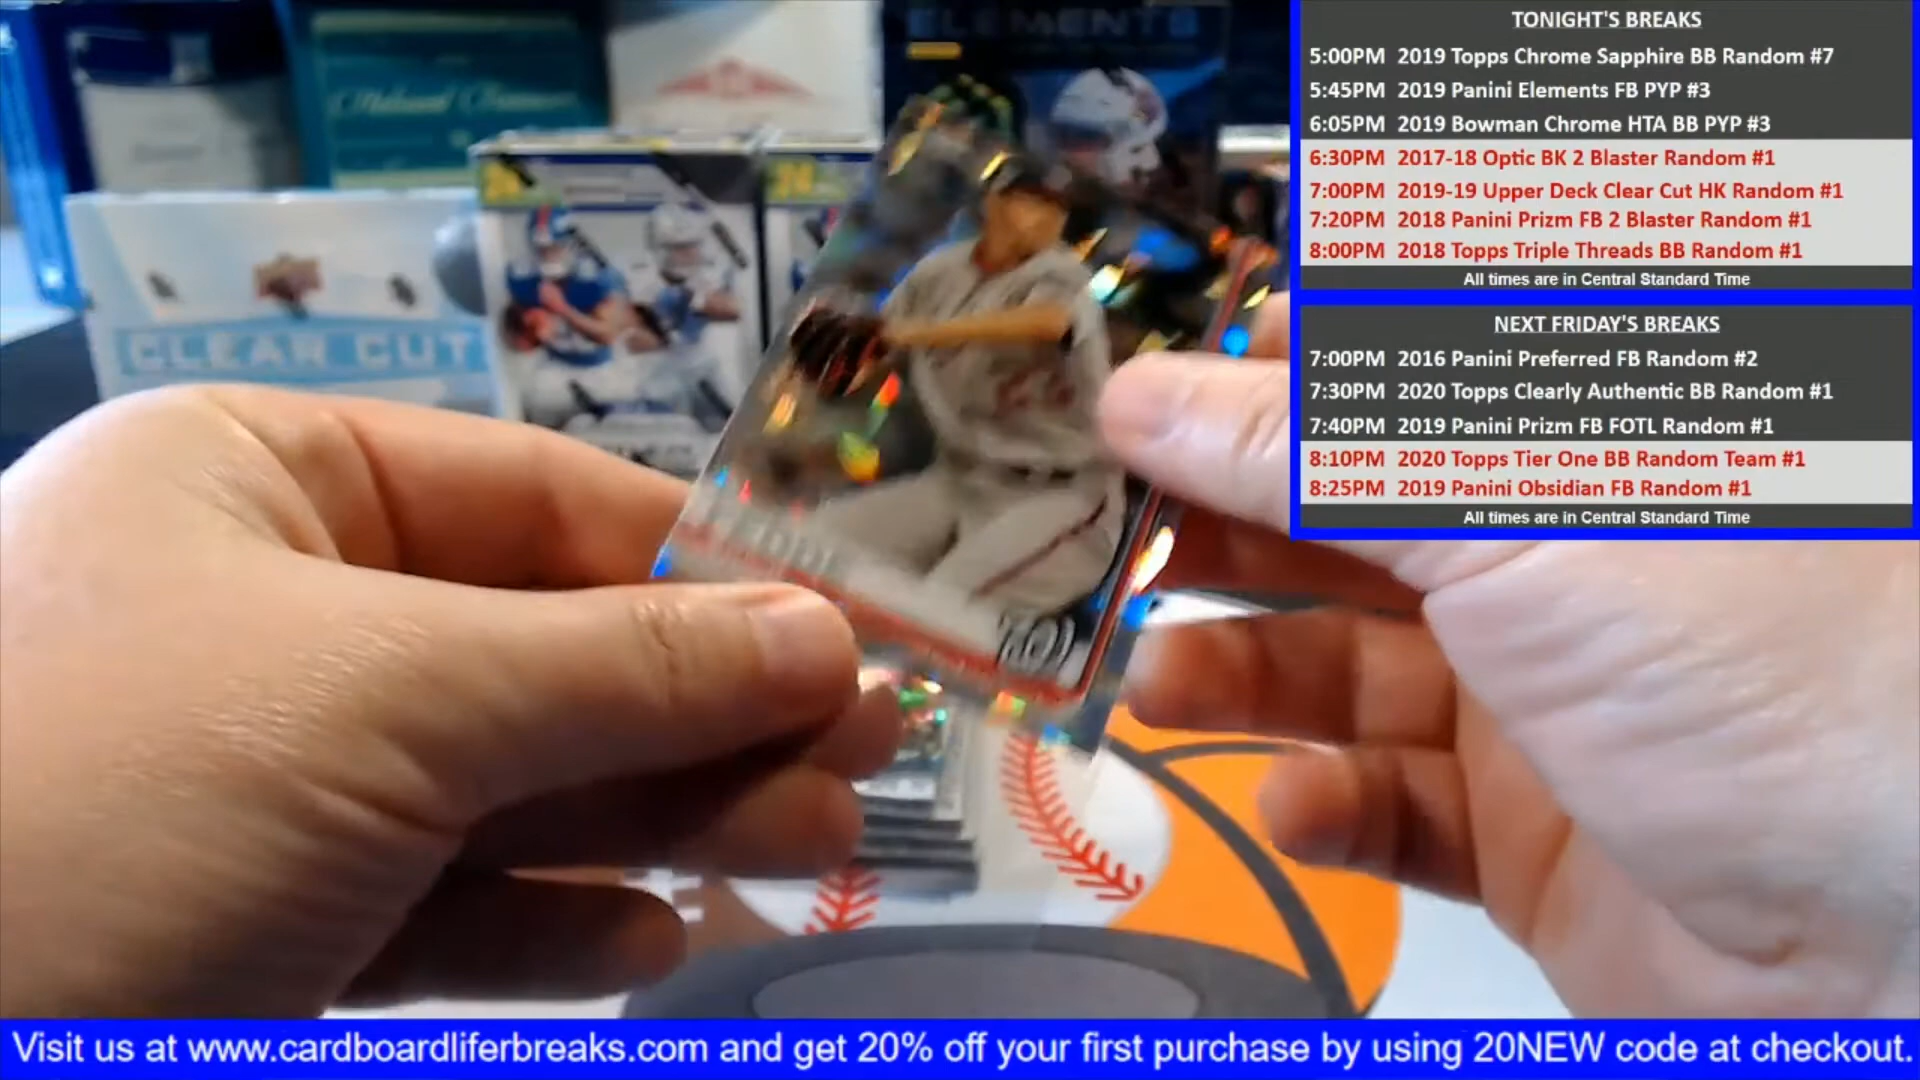 ELEMENTS
TONIGHT'S BREAKS
5:00PM 2019 Topps Chrome Sapphire BB Random #7
5:45PM 2019 Panini Elements FB PYP #3
6:05PM 2019 Bowman Chrome HTA BB PYP #3
6:30PM 2017-18 Optic BK 2 Blaster Random #1
7:00PM 2019-19 Upper Deck Clear Cut HK Random #1
7:20PM 2018 Panini Prizm FB 2 Blaster Random #1
8:00PM 2018 Topps Triple Threads BB Random #1
All times are in Central Standard Time
NEXT FRIDAY'S BREAKS
7:00PM 2016 Panini Preferred FB Random #2
7:30PM 2020 Topps Clearly Authentic BB Random #1
7:40PM 2019 Panini Prizm FB FOTL Random #1
8:10PM 2020 Topps Tier One BB Random Team #1
8:25PM 2019 Panini Obsidian FB Random #1
All times are in Central Standard Time
CLEAR CUT
Visit us at www.cardboardliferbreaks.com and get 20% off your first purchase by using 20NEW code at checkout.